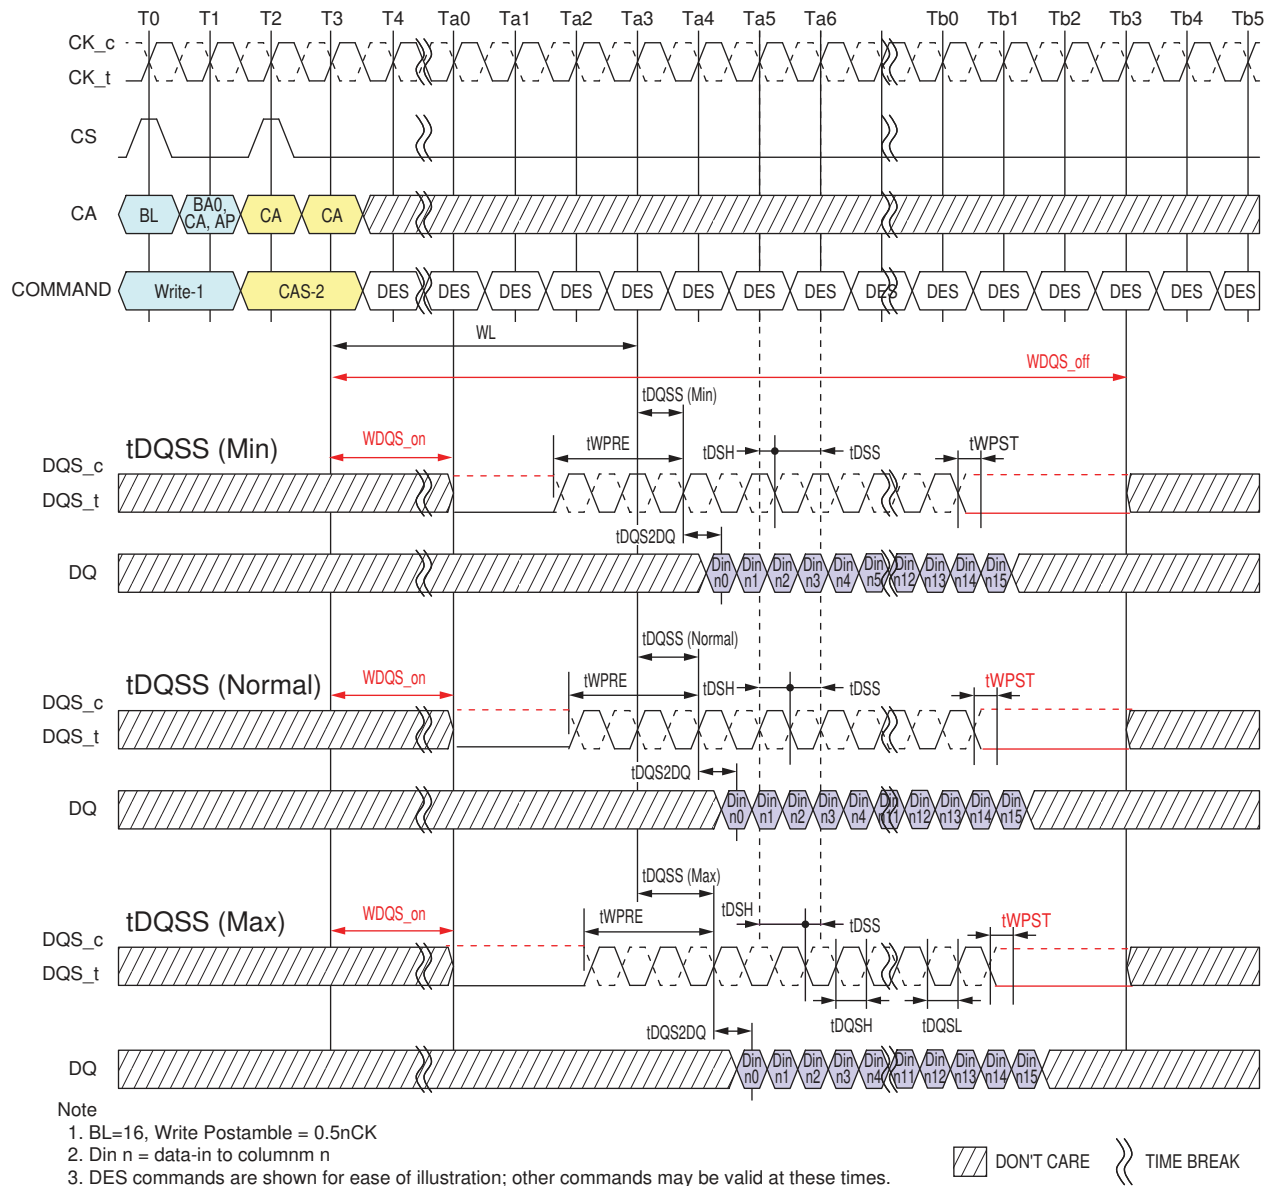 T0 T1 T2 T3 T4 Ta0 Ta1 Ta2 Ta3 Ta4 Ta5 Ta6 Tb0 Tb1 Tb2 Tb3 Tb4 Tb5
CK_c
CK_t
CS
CA BL BA0, CA, AP CA CA
COMMAND Write-1 CAS-2 DES DES DES DES DES DES DES DES DES DES DES DES DES DES DES
WL
WDQS_off
tDQSS (Min)
tDQSS (Min) WDQS_on tWPRE tDSH tDSS tWPST
DQS_c
DQS_t
tDQS2DQ
DQ Din n0 Din n1 Din n2 Din n3 Din n4 Din n5 Din n12 Din n13 Din n14 Din n15
tDQSS (Normal)
tDQSS (Normal) WDQS_on tWPRE tDSH tDSS tWPST
DQS_c
DQS_t
tDQS2DQ
DQ Din n0 Din n1 Din n2 Din n3 Din n4 Din n11 Din n12 Din n13 Din n14 Din n15
tDQSS (Max)
tDQSS (Max) WDQS_on tWPRE tDSH tDSS tWPST
DQS_c
DQS_t
tDQS2DQ tDQSH tDQSL
DQ Din n0 Din n1 Din n2 Din n3 Din n4 Din n11 Din n12 Din n13 Din n14 Din n15
Note
1. BL=16, Write Postamble = 0.5nCK
2. Din n = data-in to columnm n
3. DES commands are shown for ease of illustration; other commands may be valid at these times.
DON'T CARE TIME BREAK